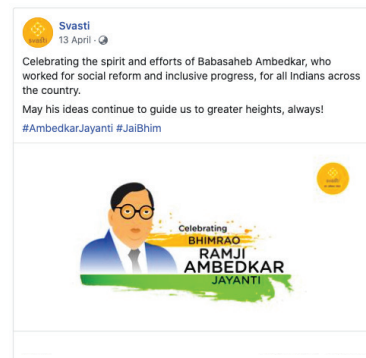 Svasti
13 April ·
Celebrating the spirit and efforts of Babasaheb Ambedkar, who
worked for social reform and inclusive progress, for all Indians across
the country.
May his ideas continue to guide us to greater heights, always!
#AmbedkarJayanti #JaiBhim
Celebrating
BHIMRAO
RAMJI
AMBEDKAR
JAYANTI